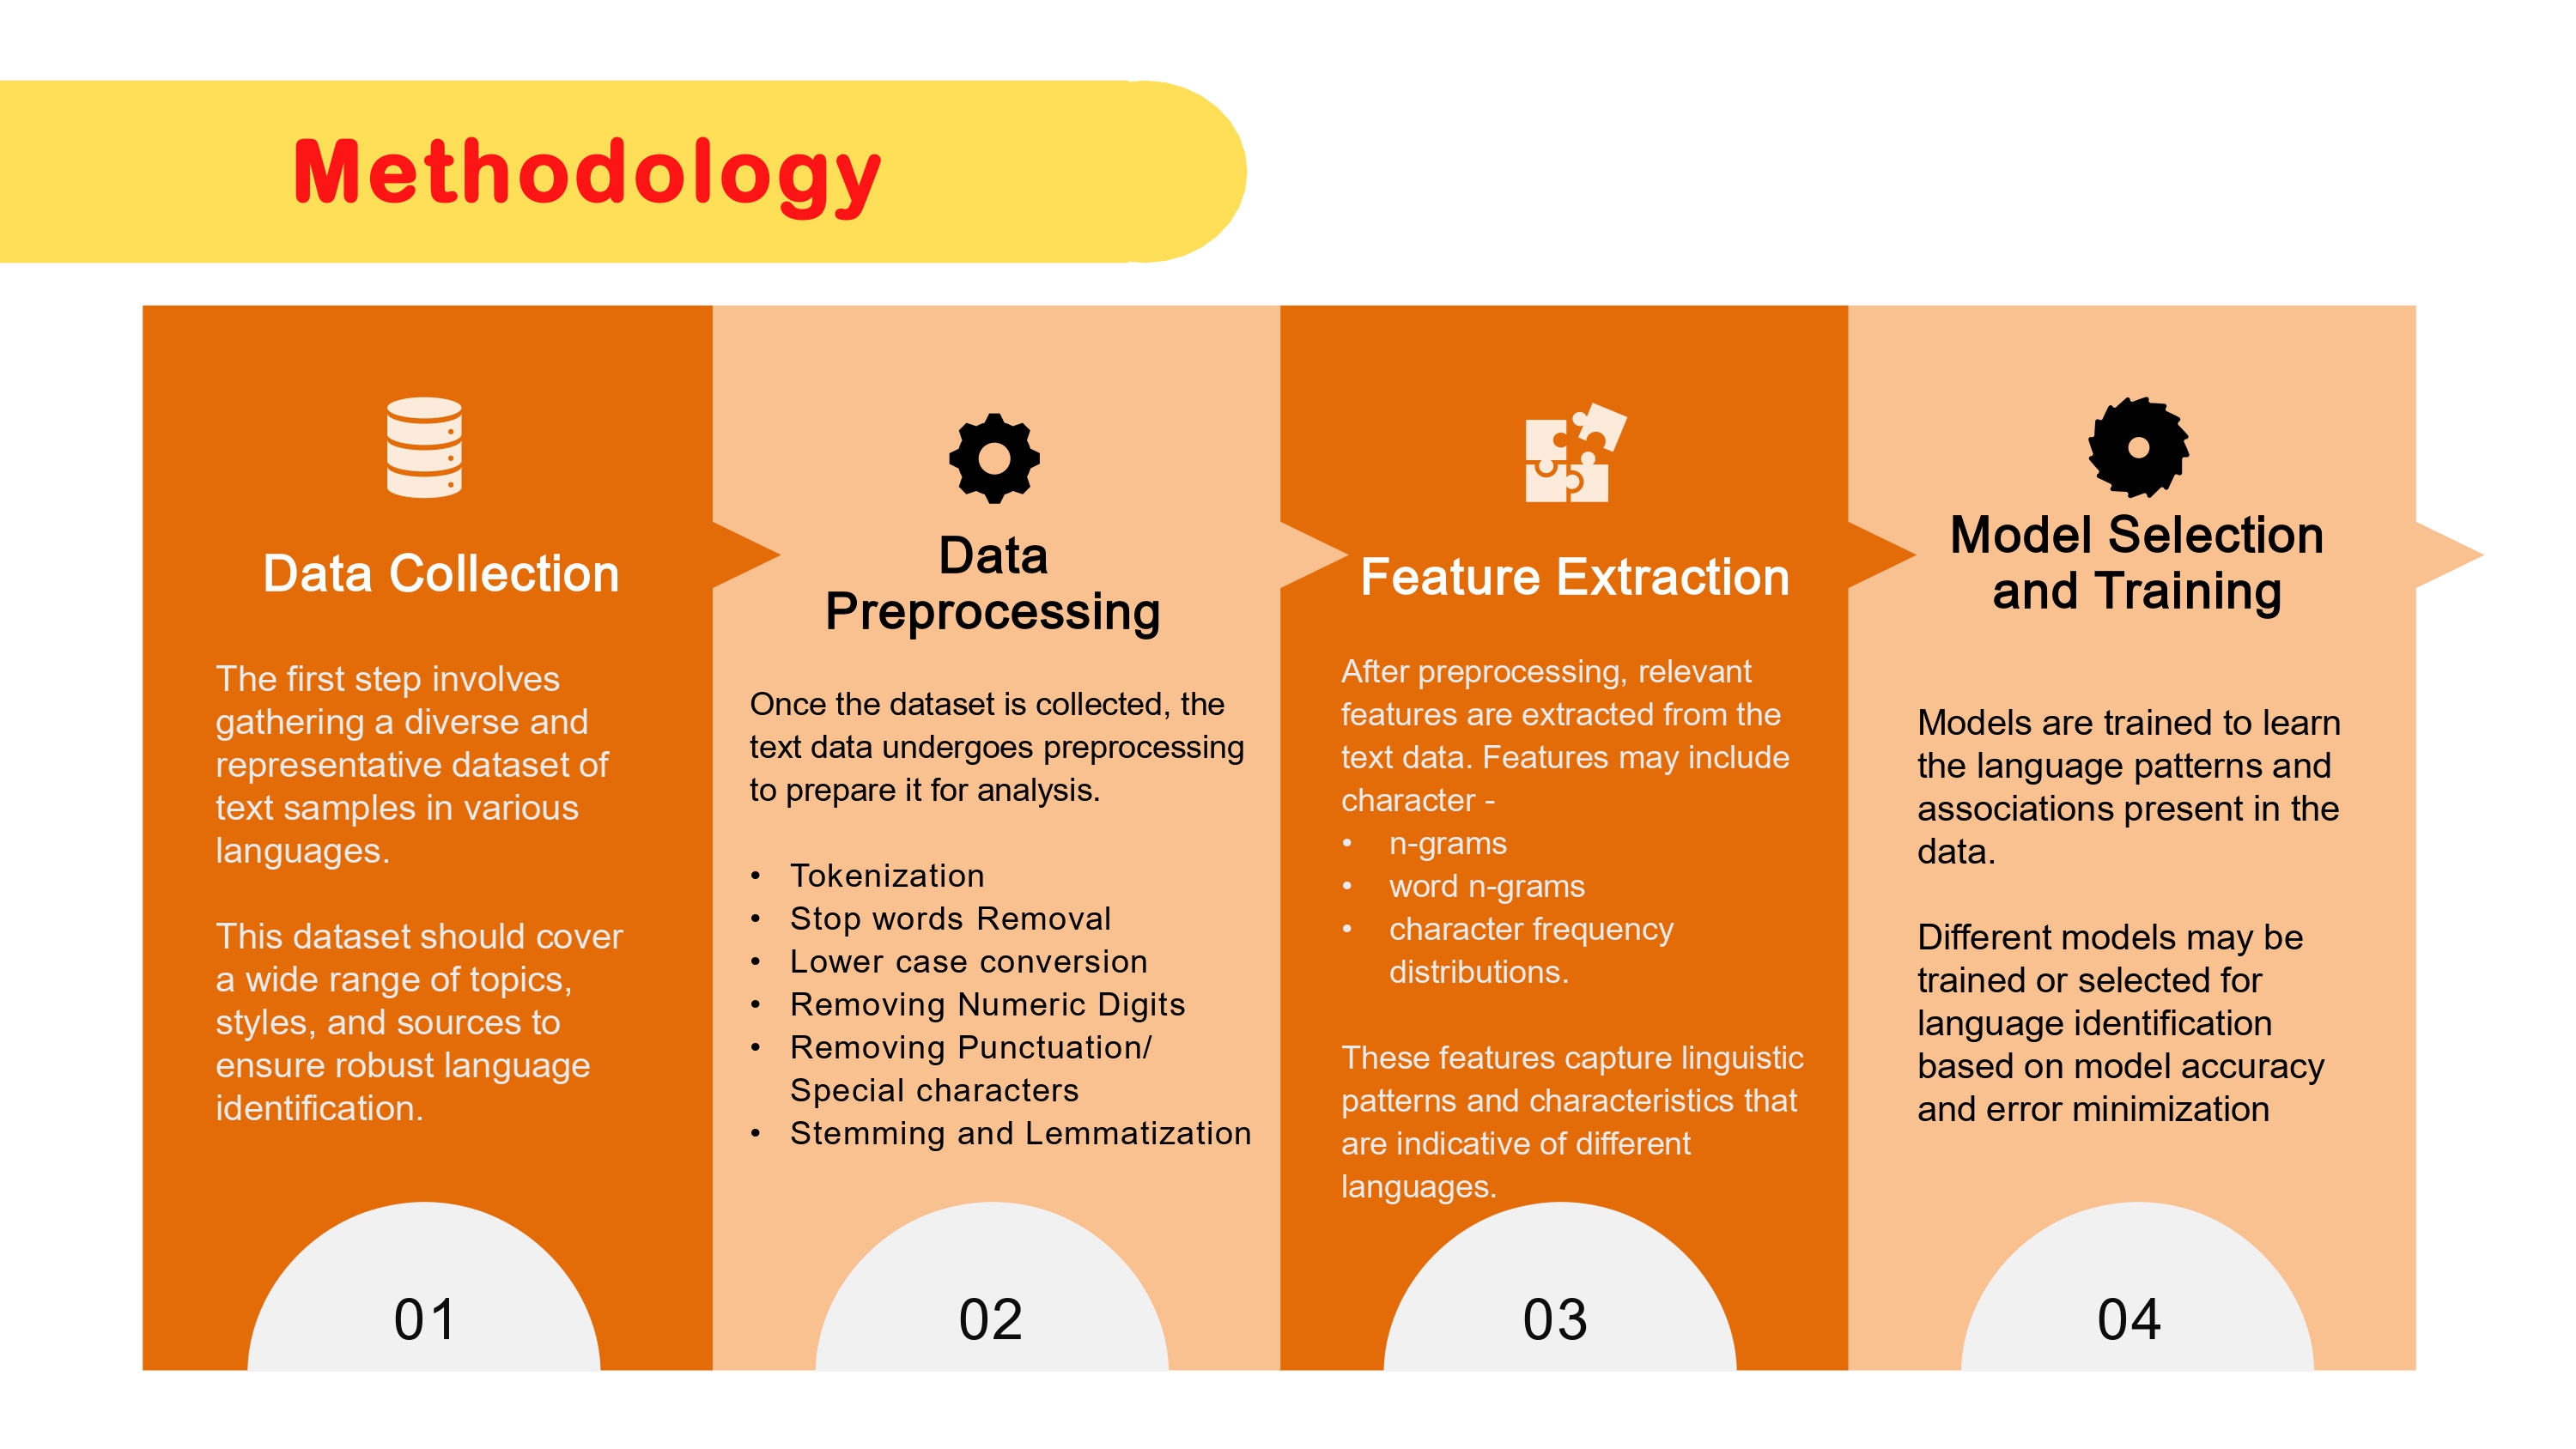 Methodology
Data Collection
The first step involves
gathering a diverse and
representative dataset of
text samples in various
languages.
This dataset should cover
a wide range of topics,
styles, and sources to
ensure robust language
identification.
01
Data
Preprocessing
Once the dataset is collected, the
text data undergoes preprocessing
to prepare it for analysis.
• Tokenization
• Stop words Removal
• Lower case conversion
• Removing Numeric Digits
• Removing Punctuation/
Special characters
• Stemming and Lemmatization
02
Feature Extraction
After preprocessing, relevant
features are extracted from the
text data. Features may include
character -
• n-grams
• word n-grams
• character frequency
distributions.
These features capture linguistic
patterns and characteristics that
are indicative of different
languages.
03
Model Selection
and Training
Models are trained to learn
the language patterns and
associations present in the
data.
Different models may be
trained or selected for
language identification
based on model accuracy
and error minimization
04